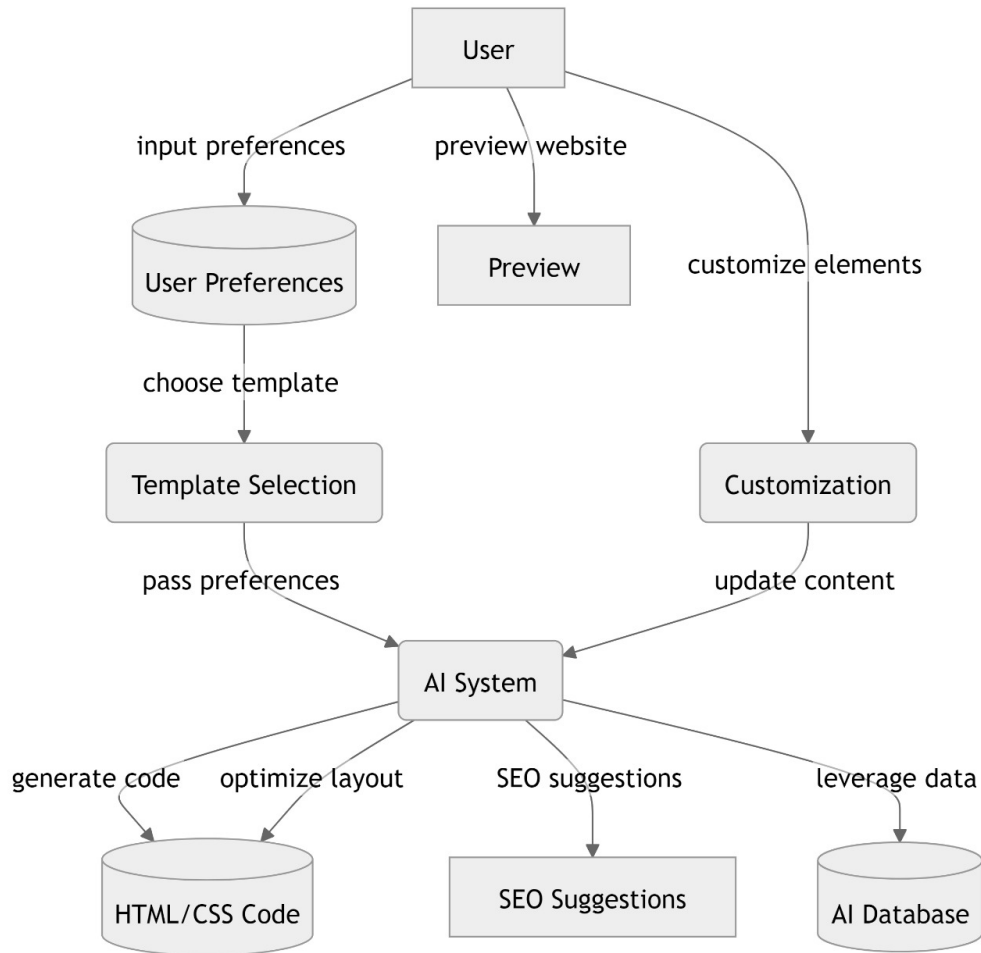 User
input preferences
preview website
customize elements
User Preferences
Preview
choose template
Template Selection
Customization
pass preferences
update content
AI System
generate code
optimize layout
SEO suggestions
leverage data
HTML/CSS Code
SEO Suggestions
AI Database